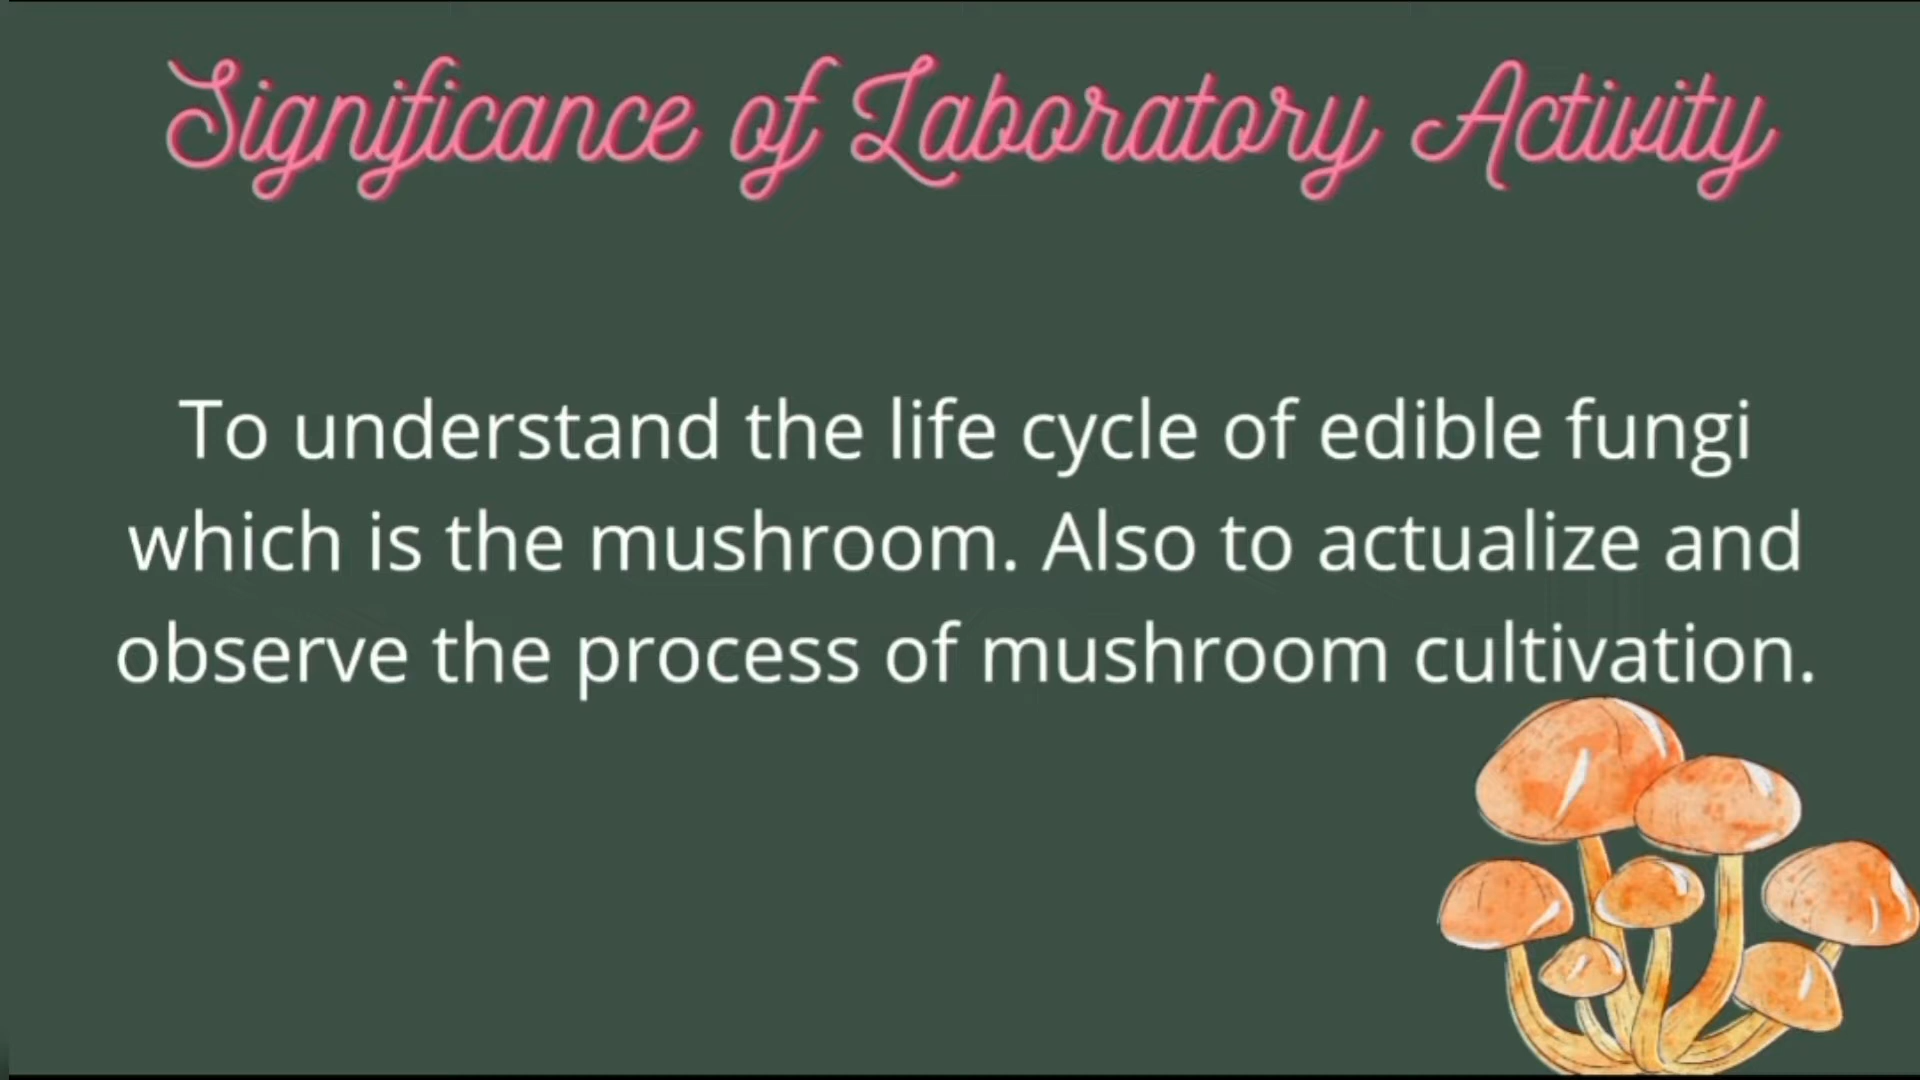 Significance of Laboratory Activity
To understand the life cycle of edible fungi
which is the mushroom. Also to actualize and
observe the process of mushroom cultivation.